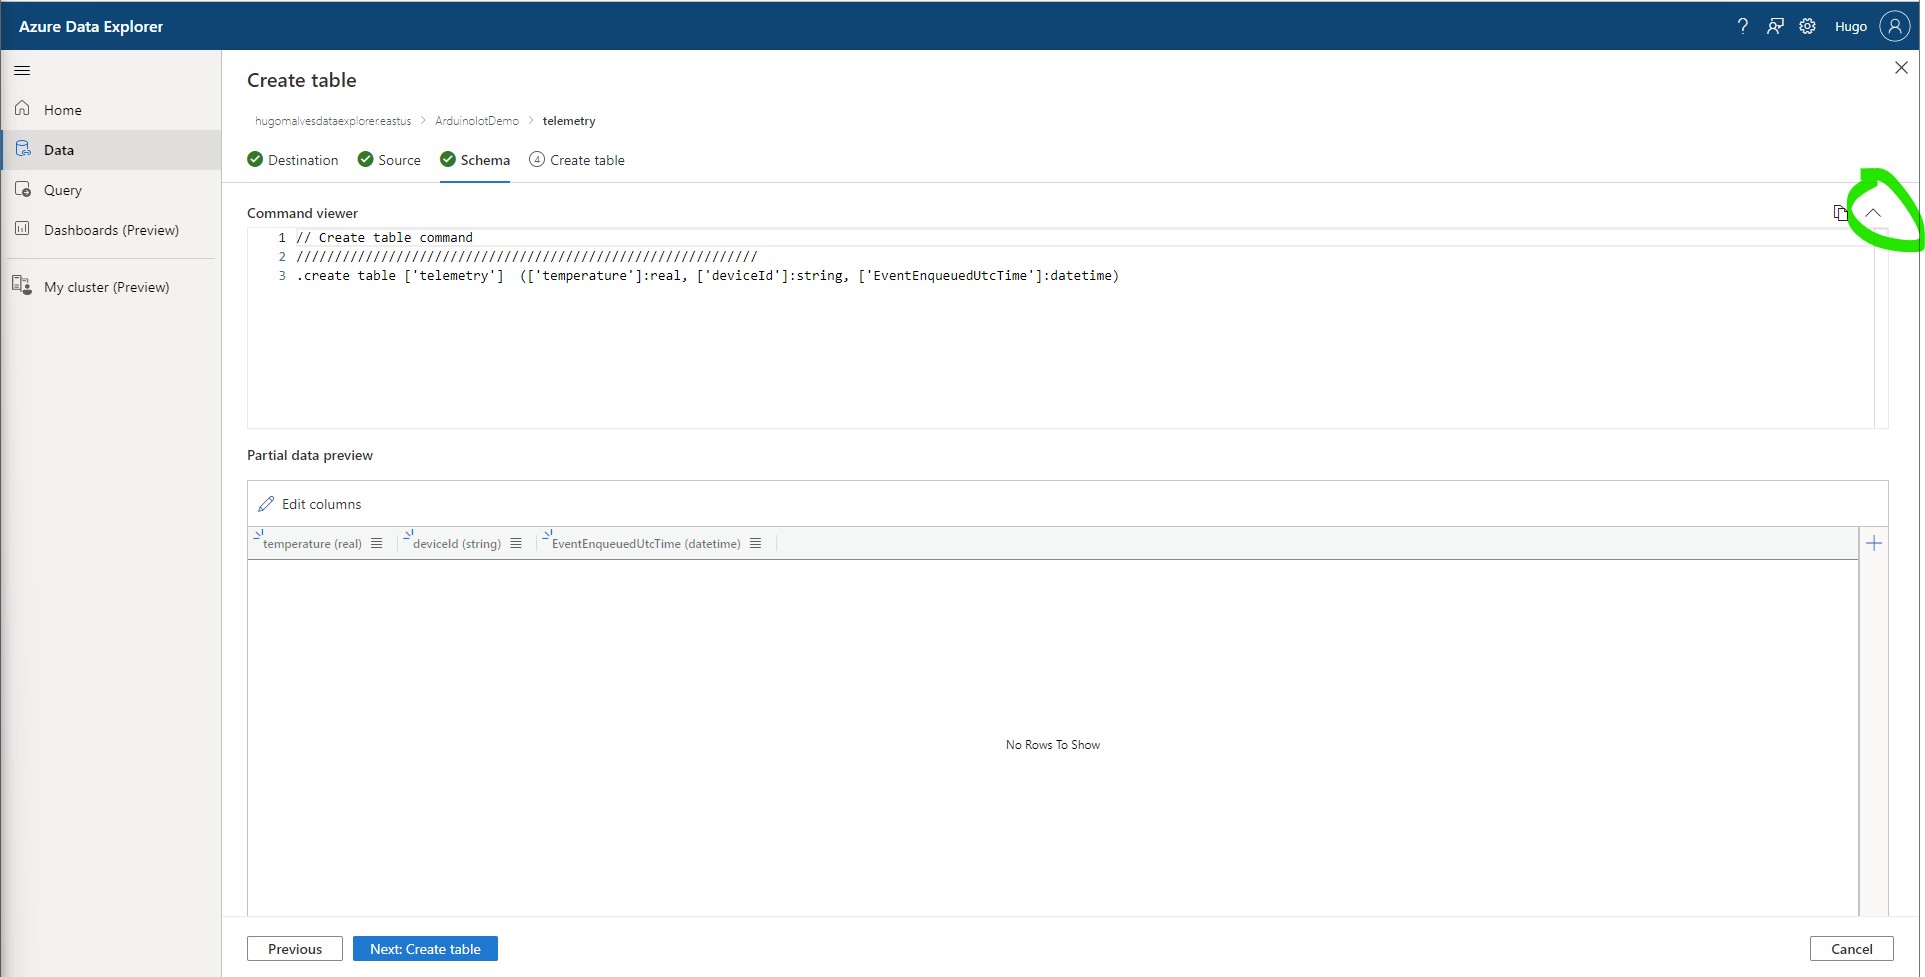 Azure Data Explorer
? Hugo
Create table
Home
hugomalvesdataexplorer.eastus > ArduinoIotDemo > telemetry
Data
Destination Source Schema 4 Create table
Query
Command viewer
Dashboards (Preview)
1 // Create table command
2 ////////////////////////////////////////////////////////////
3 .create table ['telemetry'] (['temperature']:real, ['deviceId']:string, ['EventEnqueuedUtcTime']:datetime)
My cluster (Preview)
Partial data preview
Edit columns
temperature (real) deviceId (string) EventEnqueuedUtcTime (datetime)
No Rows To Show
Previous Next: Create table Cancel